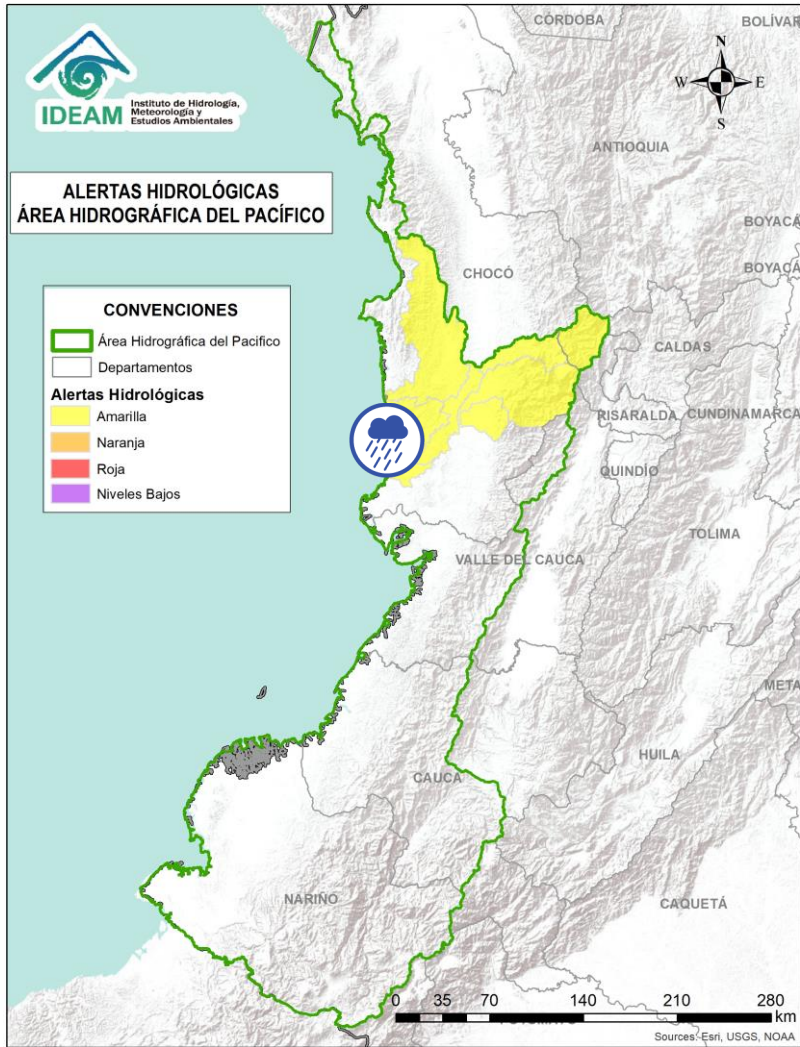 IDEAM
Instituto de Hidrología,
Meteorología y
Estudios Ambientales
ALERTAS HIDROLÓGICAS
ÁREA HIDROGRÁFICA DEL PACÍFICO
CONVENCIONES
Área Hidrográfica del Pacifico
Departamentos
Alertas Hidrológicas
Amarilla
Naranja
Roja
Niveles Bajos
CÓRDOBA
BOLÍVAR
N
W
E
S
ANTIOQUIA
BOYACÁ
CHOCÓ
BOYACÁ
CALDAS
RISARALDA
CUNDINAMARCA
QUINDÍO
TOLIMA
VALLE DEL CAUCA
META
HUILA
CAUCA
NARIÑO
CAQUETÁ
0 35 70 140 210 280
km
Sources: Esri, USGS, NOAA